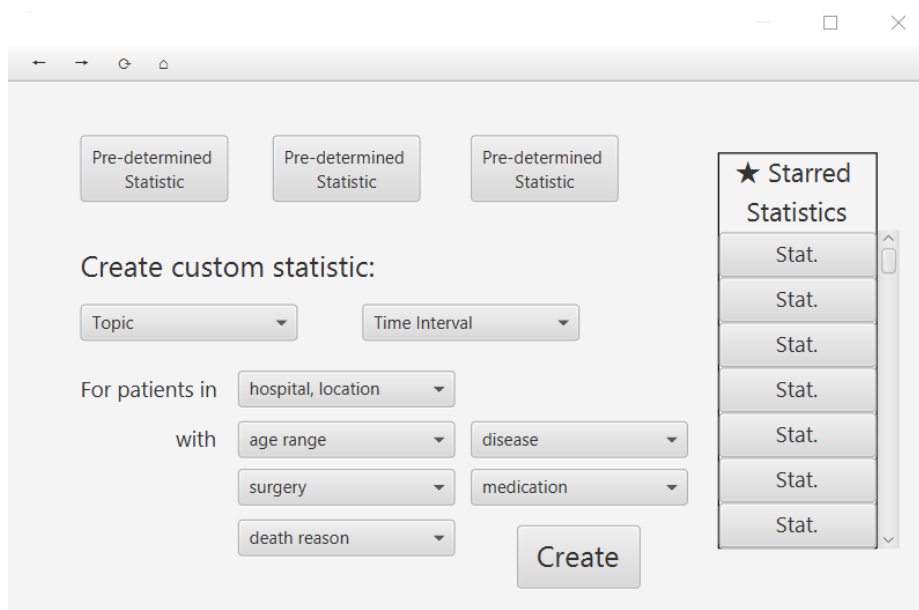 Pre-determined
Statistic
Pre-determined
Statistic
Pre-determined
Statistic
★ Starred
Statistics
Stat.
Stat.
Stat.
Stat.
Stat.
Stat.
Stat.
Create custom statistic:
Topic
Time Interval
For patients in
hospital, location
with
age range
disease
surgery
medication
death reason
Create